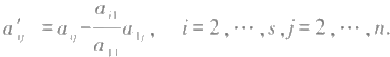 a'_{ij} = a_{ij} - \frac{a_{i1}}{a_{11}} a_{1j}, i = 2, ⋯, s, j = 2, ⋯, n.